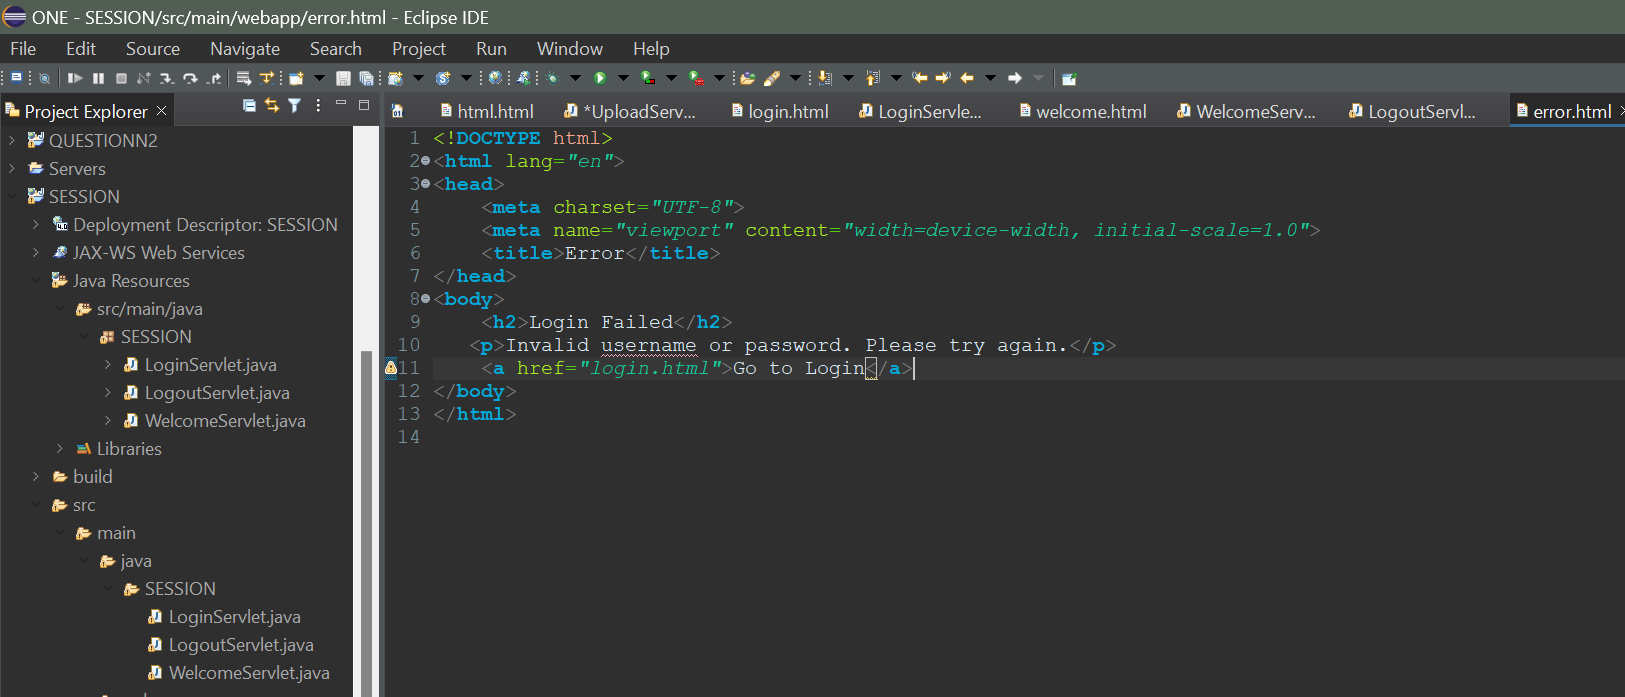 ONE - SESSION/src/main/webapp/error.html - Eclipse IDE
File Edit Source Navigate Search Project Run Window Help
Project Explorer
html.html *UploadServ... login.html LoginServle... welcome.html WelcomeServ... LogoutServl... error.html
QUESTIONN2
Servers
SESSION
Deployment Descriptor: SESSION
JAX-WS Web Services
Java Resources
src/main/java
SESSION
LoginServlet.java
LogoutServlet.java
WelcomeServlet.java
Libraries
build
src
main
java
SESSION
LoginServlet.java
LogoutServlet.java
WelcomeServlet.java
1 <!DOCTYPE html>
2 <html lang="en">
3 <head>
4 <meta charset="UTF-8">
5 <meta name="viewport" content="width=device-width, initial-scale=1.0">
6 <title>Error</title>
7 </head>
8 <body>
9 <h2>Login Failed</h2>
10 <p>Invalid username or password. Please try again.</p>
11 <a href="login.html">Go to Login</a>
12 </body>
13 </html>
14